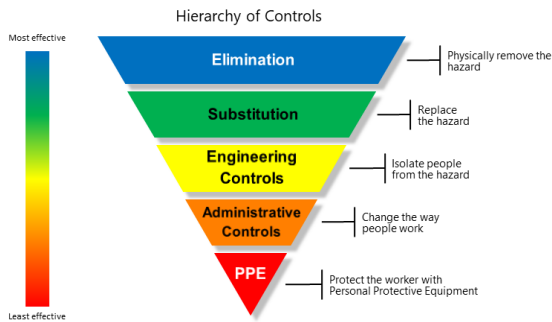 Hierarchy of Controls
Most effective
Elimination
Physically remove the
hazard
Substitution
Replace
the hazard
Engineering
Controls
Isolate people
from the hazard
Administrative
Controls
Change the way
people work
PPE
Protect the worker with
Personal Protective Equipment
Least effective